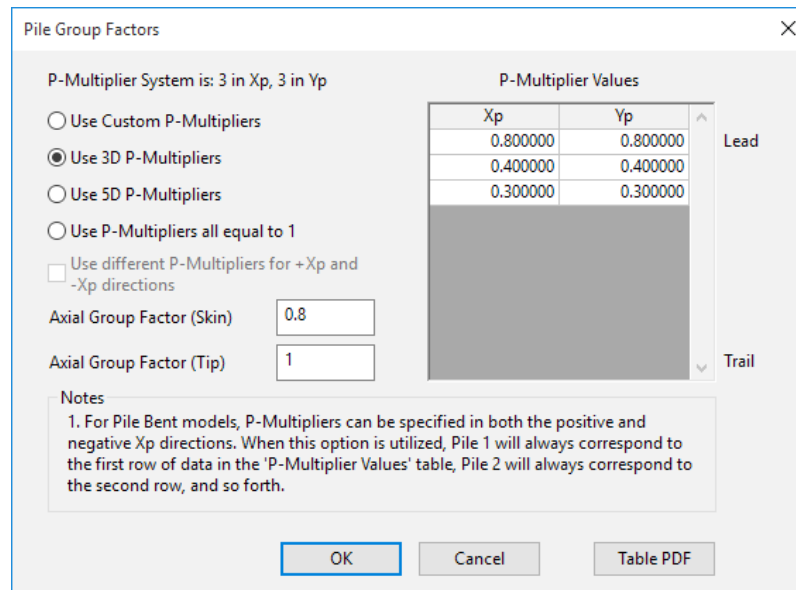 Pile Group Factors
P-Multiplier System is: 3 in Xp, 3 in Yp
P-Multiplier Values
Use Custom P-Multipliers
Use 3D P-Multipliers
Use 5D P-Multipliers
Use P-Multipliers all equal to 1
Use different P-Multipliers for +Xp and
-Xp directions
Axial Group Factor (Skin) 0.8
Axial Group Factor (Tip) 1
Xp Yp
0.800000 0.800000 Lead
0.400000 0.400000
0.300000 0.300000
Trail
Notes
1. For Pile Bent models, P-Multipliers can be specified in both the positive and
negative Xp directions. When this option is utilized, Pile 1 will always correspond to
the first row of data in the 'P-Multiplier Values' table, Pile 2 will always correspond to
the second row, and so forth.
OK Cancel Table PDF